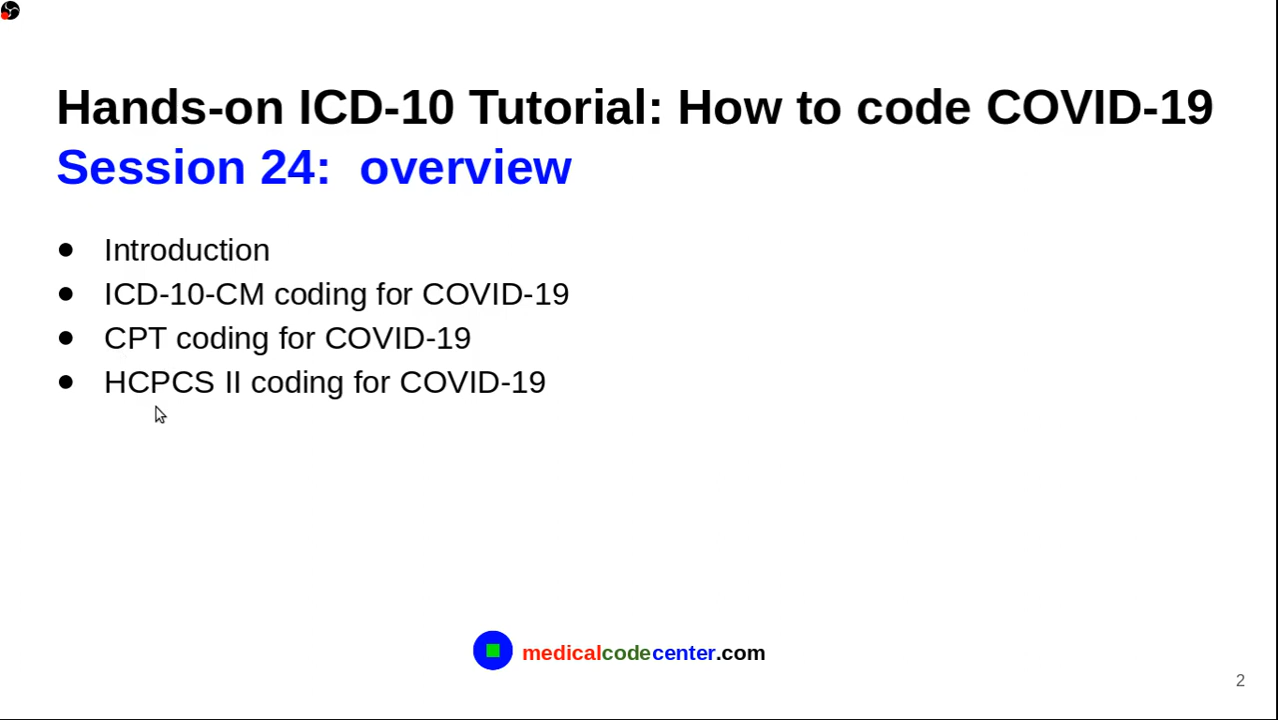 Hands-on ICD-10 Tutorial: How to code COVID-19
Session 24: overview
● Introduction
● ICD-10-CM coding for COVID-19
● CPT coding for COVID-19
● HCPCS II coding for COVID-19
medicalcodecenter.com
2